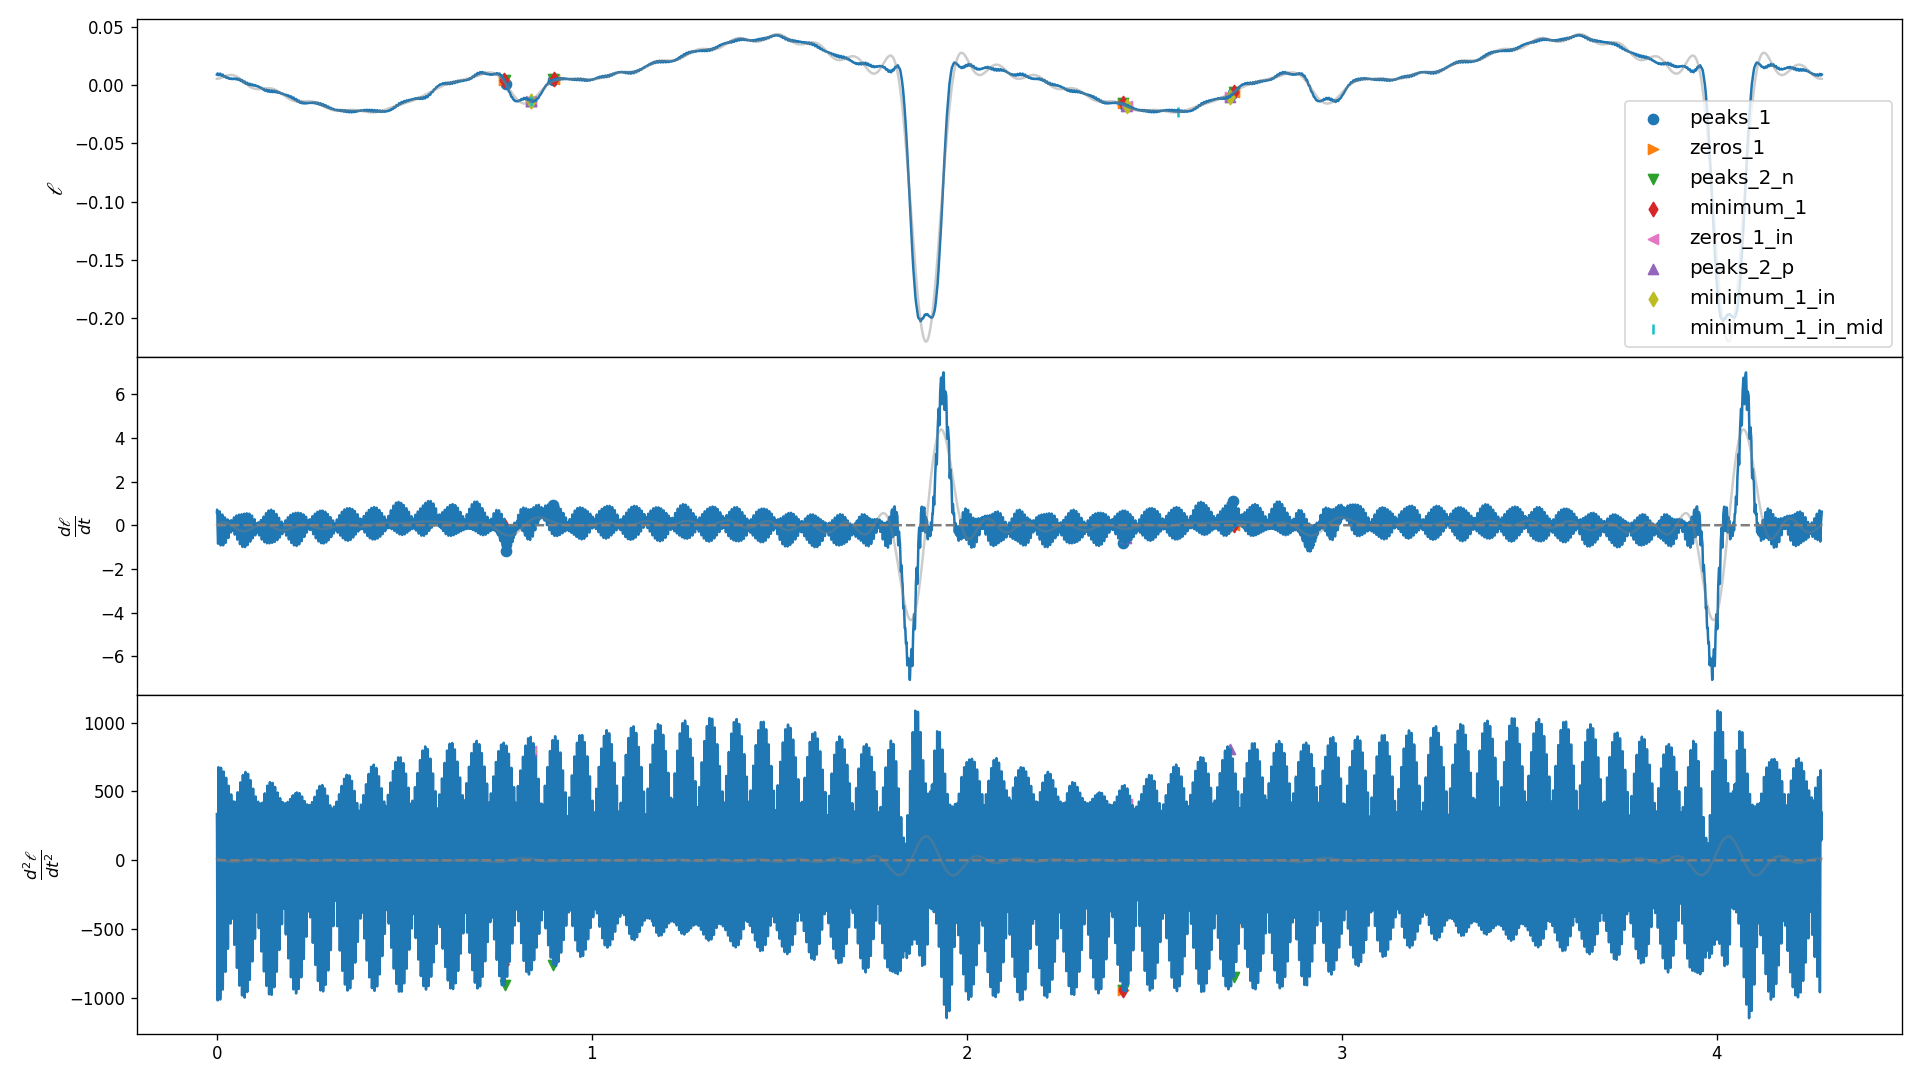 0.05
0.00
−0.05
−0.10
−0.15
−0.20
ℓ
peaks_1
zeros_1
peaks_2_n
minimum_1
zeros_1_in
peaks_2_p
minimum_1_in
minimum_1_in_mid
6
4
2
0
−2
−4
−6
dℓ/dt
1000
500
0
−500
−1000
d²ℓ/dt²
0 1 2 3 4